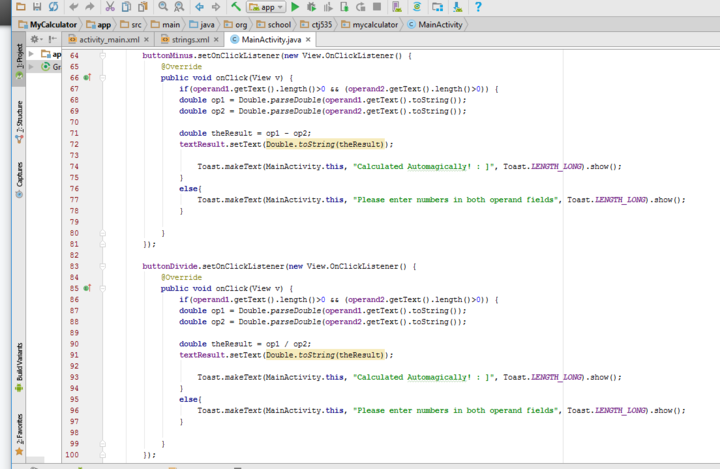 app
MyCalculator app src main java org school ctj535 mycalculator MainActivity
activity_main.xml strings.xml MainActivity.java
1: Project
2: Structure
Captures
Build Variants
2: Favorites
ap
Gr
64 buttonMinus.setOnClickListener(new View.OnClickListener() {
65 @Override
66 public void onClick(View v) {
67 if(operand1.getText().length()>0 && (operand2.getText().length()>0)) {
68 double op1 = Double.parseDouble(operand1.getText().toString());
69 double op2 = Double.parseDouble(operand2.getText().toString());
70
71 double theResult = op1 - op2;
72 textResult.setText(Double.toString(theResult));
73
74 Toast.makeText(MainActivity.this, "Calculated Automagically! : ]", Toast.LENGTH_LONG).show();
75 }
76 else{
77 Toast.makeText(MainActivity.this, "Please enter numbers in both operand fields", Toast.LENGTH_LONG).show();
78 }
79
80 }
81 });
82
83 buttonDivide.setOnClickListener(new View.OnClickListener() {
84 @Override
85 public void onClick(View v) {
86 if(operand1.getText().length()>0 && (operand2.getText().length()>0)) {
87 double op1 = Double.parseDouble(operand1.getText().toString());
88 double op2 = Double.parseDouble(operand2.getText().toString());
89
90 double theResult = op1 / op2;
91 textResult.setText(Double.toString(theResult));
92
93 Toast.makeText(MainActivity.this, "Calculated Automagically! : ]", Toast.LENGTH_LONG).show();
94 }
95 else{
96 Toast.makeText(MainActivity.this, "Please enter numbers in both operand fields", Toast.LENGTH_LONG).show();
97 }
98
99 }
100 });